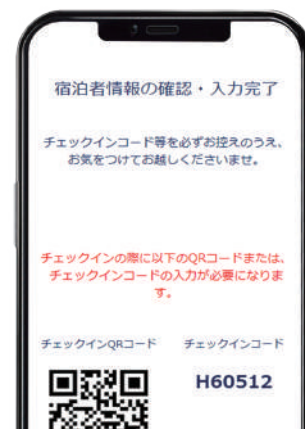 宿泊者情報の確認・入力完了
チェックインコード等を必ずお控えのうえ、
お気をつけてお越しくださいませ。
チェックインの際に以下のQRコードまたは、
チェックインコードの入力が必要になりま
す。
チェックインQRコード
チェックインコード
H60512